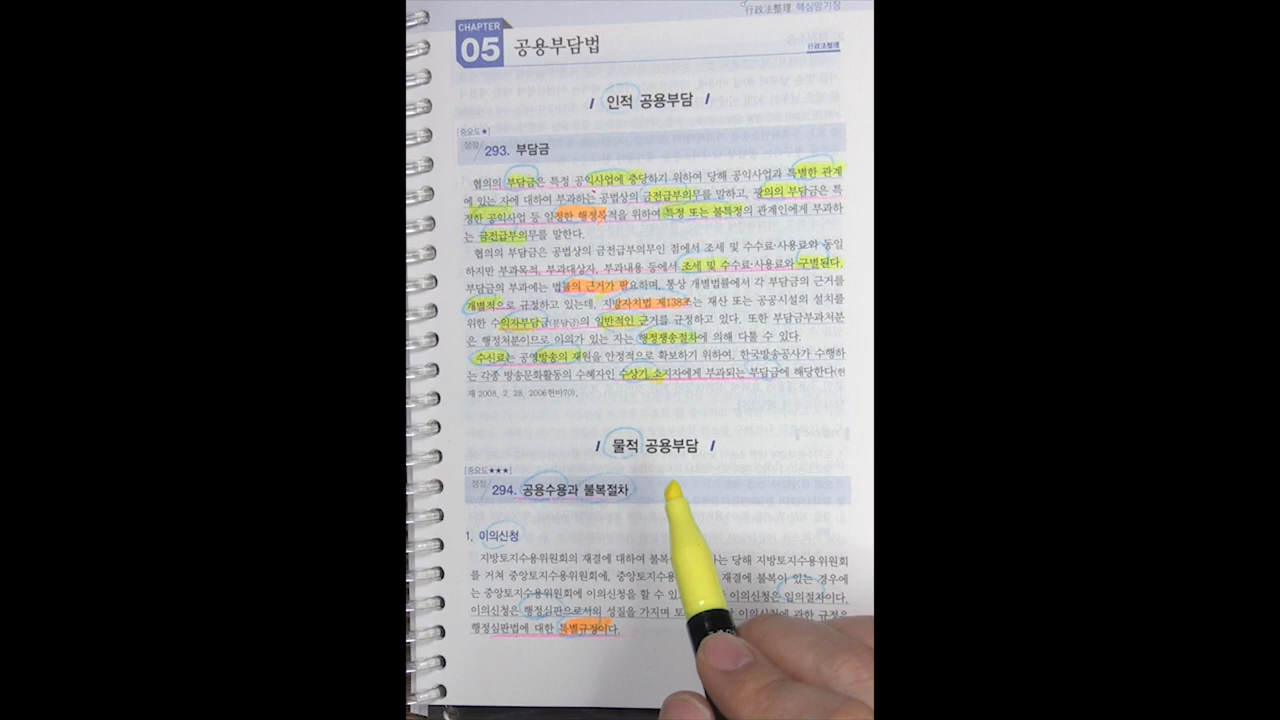 行政法整理 핵심암기장
CHAPTER
05 공용부담법
行政法整理
인적 공용부담
[중요도★]
쟁점 293. 부담금
협의의 부담금은 특정 공익사업에 충당하기 위하여 당해 공익사업과 특별한 관계
에 있는 자에 대하여 부과하는 공법상의 금전급부의무를 말하고, 광의의 부담금은 특
정한 공익사업 등 일정한 행정목적을 위하여 특정 또는 불특정의 관계인에게 부과하
는 금전급부의무를 말한다.
협의의 부담금은 공법상의 금전급부의무인 점에서 조세 및 수수료·사용료와 동일
하지만 부과목적, 부과대상자, 부과내용 등에서 조세 및 수수료·사용료와 구별된다.
부담금의 부과에는 법률의 근거가 필요하며, 통상 개별법률에서 각 부담금의 근거를
개별적으로 규정하고 있는데, 지방자치법 제138조는 재산 또는 공공시설의 설치를
위한 수익자부담금(분담금)의 일반적인 근거를 규정하고 있다. 또한 부담금부과처분
은 행정처분이므로 이의가 있는 자는 행정쟁송절차에 의해 다툴 수 있다.
수신료는 공영방송의 재원을 안정적으로 확보하기 위하여, 한국방송공사가 수행하
는 각종 방송문화활동의 수혜자인 수상기 소지자에게 부과되는 부담금에 해당한다(헌
재 2008. 2. 28. 2006헌마70).
물적 공용부담
[중요도★★★]
쟁점 294. 공용수용과 불복절차
1. 이의신청
지방토지수용위원회의 재결에 대하여 는 당해 지방토지수용위원회
를 거쳐 중앙토지수용위원회에, 중앙토지수용 재결에 불복이 있는 경우에
는 중앙토지수용위원회에 이의신청을 할 수 이의신청은 임의절차이다.
이의신청은 행정심판으로서의 성질을 가지며 이의신청에 관한 규정은
행정심판법에 대한 특별규정이다.